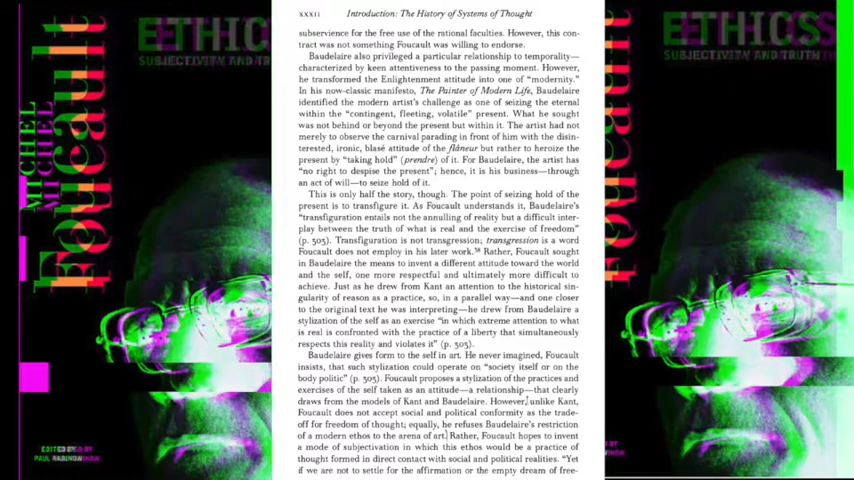 MICHEL
MICHEL
Foucault
ETHICS
SUBJECTIVITY AND TR
EDITED
PAUL RABINOW
XXXII Introduction: The History of Systems of Thought
subservience for the free use of the rational faculties. However, this con-
tract was not something Foucault was willing to endorse.
Baudelaire also privileged a particular relationship to temporality—
characterized by keen attentiveness to the passing moment. However,
he transformed the Enlightenment attitude into one of “modernity.”
In his now-classic manifesto, The Painter of Modern Life, Baudelaire
identified the modern artist’s challenge as one of seizing the eternal
within the “contingent, fleeting, volatile” present. What he sought
was not behind or beyond the present but within it. The artist had not
merely to observe the carnival parading in front of him with the disin-
terested, ironic, blasé attitude of the flâneur but rather to heroize the
present by “taking hold” (prendre) of it. For Baudelaire, the artist has
“no right to despise the present”; hence, it is his business—through
an act of will—to seize hold of it.
This is only half the story, though. The point of seizing hold of the
present is to transfigure it. As Foucault understands it, Baudelaire’s
“transfiguration entails not the annulling of reality but a difficult inter-
play between the truth of what is real and the exercise of freedom”
(p. 303). Transfiguration is not transgression; transgression is a word
Foucault does not employ in his later work. Rather, Foucault sought
in Baudelaire the means to invent a different attitude toward the world
and the self, one more respectful and ultimately more difficult to
achieve. Just as he drew from Kant an attention to the historical sin-
gularity of reason as a practice, so, in a parallel way—and one closer
to the original text he was interpreting—he drew from Baudelaire a
stylization of the self as an exercise “in which extreme attention to what
is real is confronted with the practice of a liberty that simultaneously
respects this reality and violates it” (p. 303).
Baudelaire gives form to the self in art. He never imagined, Foucault
insists, that such stylization could operate on “society itself or on the
body politic” (p. 303). Foucault proposes a stylization of the practices and
exercises of the self taken as an attitude—a relationship—that clearly
draws from the models of Kant and Baudelaire. However, unlike Kant,
Foucault does not accept social and political conformity as the trade-
off for freedom of thought; equally, he refuses Baudelaire’s restriction
of a modern ethos to the arena of art. Rather, Foucault hopes to invent
a mode of subjectivation in which this ethos would be a practice of
thought formed in direct contact with social and political realities. “Yet
if we are not to settle for the affirmation or the empty dream of free-
Foucault
ETHICSS
SUBJECTIVITY AND TRUTH